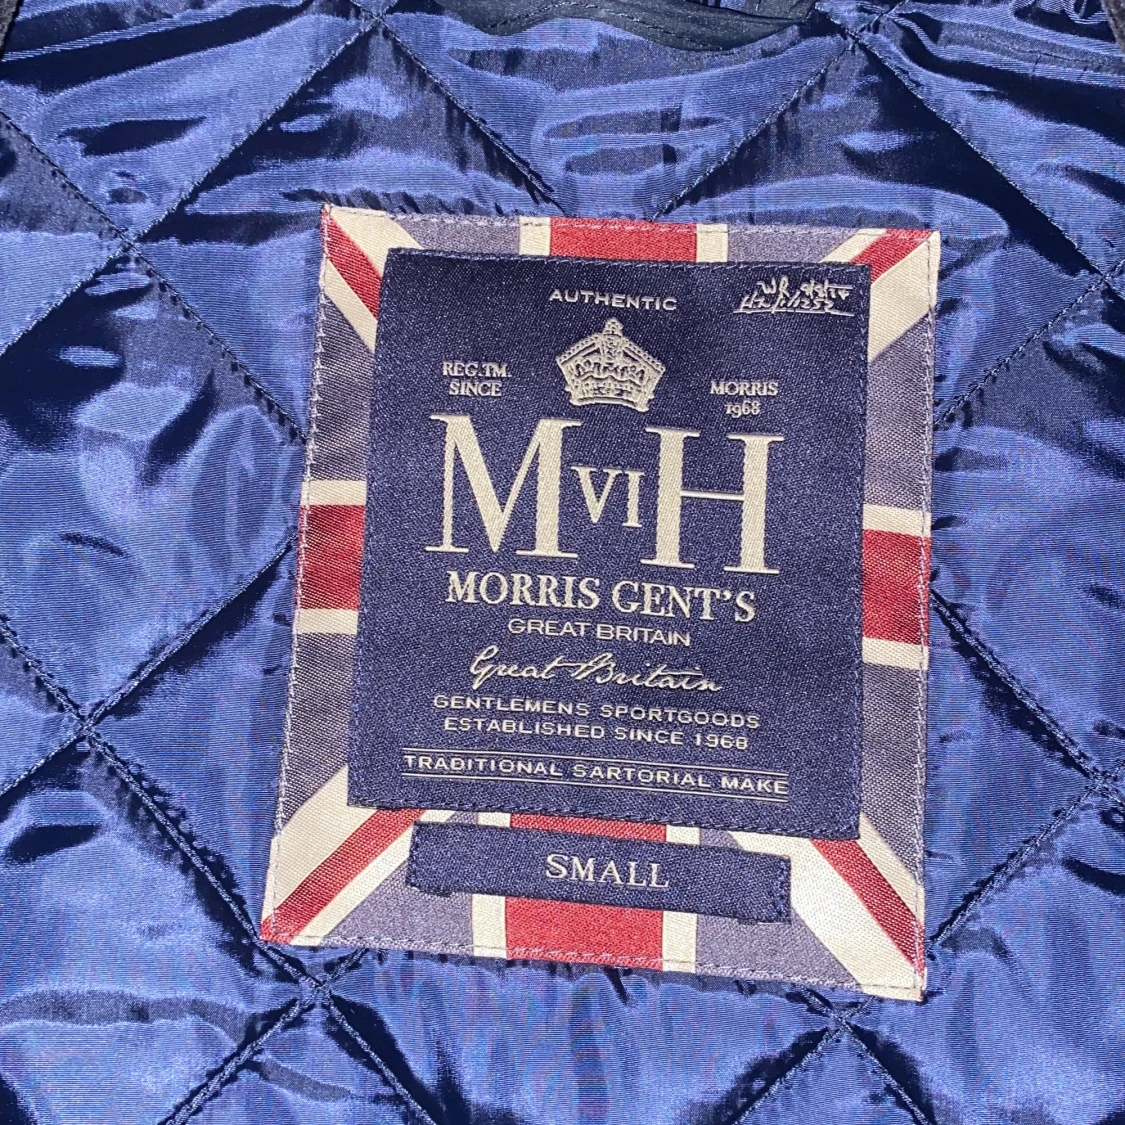 AUTHENTIC
REG.TM.
SINCE
MORRIS
1968
MVIH
MORRIS GENT'S
GREAT BRITAIN
Great Britain
GENTLEMENS SPORTGOODS
ESTABLISHED SINCE 1968
TRADITIONAL SARTORIAL MAKE
SMALL